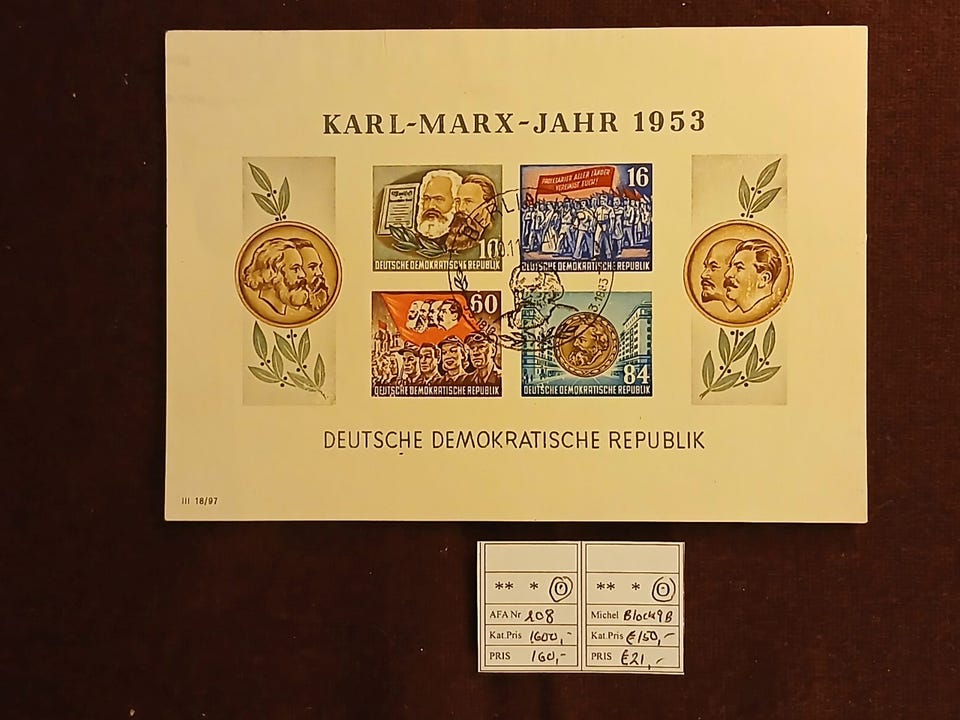 KARL-MARX-JAHR 1953
10
DEUTSCHE DEMOKRATISCHE REPUBLIK
PROLETARIER ALLER LÄNDER
VEREINIGT EUCH!
16
DEUTSCHE DEMOKRATISCHE REPUBLIK
60
DEUTSCHE DEMOKRATISCHE REPUBLIK
84
DEUTSCHE DEMOKRATISCHE REPUBLIK
DEUTSCHE DEMOKRATISCHE REPUBLIK
III 18/97
** * O
AFA Nr 208
Kat.Pris 1600,-
PRIS 160,-
** * O
Michel Block 9B
Kat.Pris €150,-
PRIS €21,-